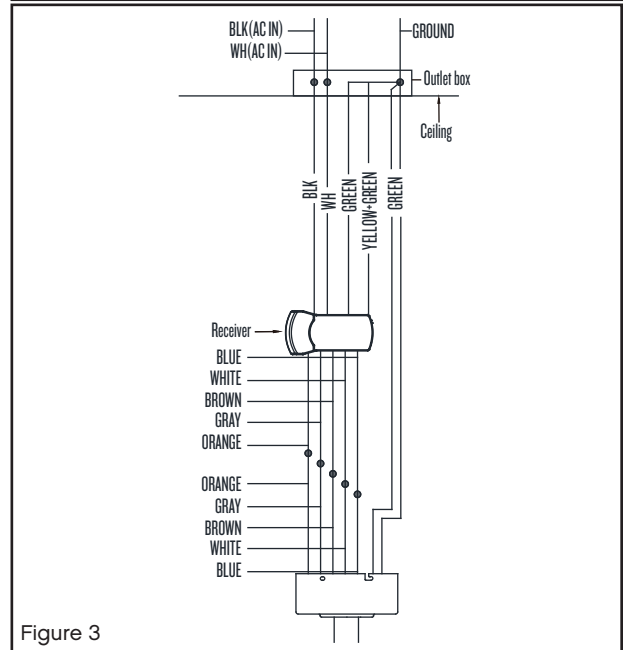 BLK(AC IN)
GROUND
WH(AC IN)
Outlet box
Ceiling
BLK
WH
GREEN
YELLOW+GREEN
GREEN
Receiver
BLUE
WHITE
BROWN
GRAY
ORANGE
ORANGE
GRAY
BROWN
WHITE
BLUE
Figure 3